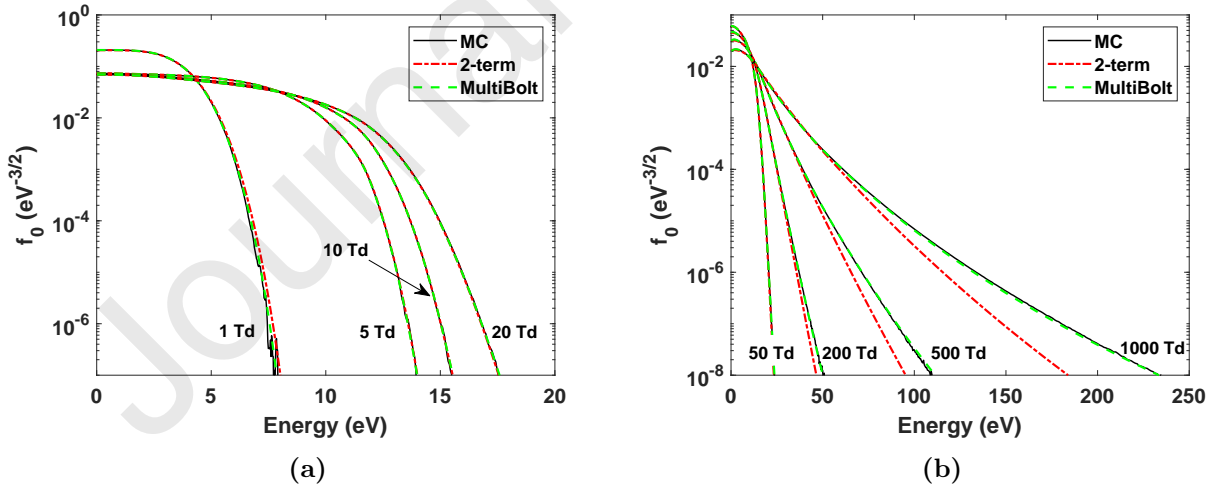 Journal
10^0
10^-2
10^-4
10^-6
f_0 (eV^-3/2)
MC
2-term
MultiBolt
10 Td
1 Td
5 Td
20 Td
0 5 10 15 20
Energy (eV)
(a)
10^-2
10^-4
10^-6
10^-8
f_0 (eV^-3/2)
MC
2-term
MultiBolt
50 Td
200 Td
500 Td
1000 Td
0 50 100 150 200 250
Energy (eV)
(b)